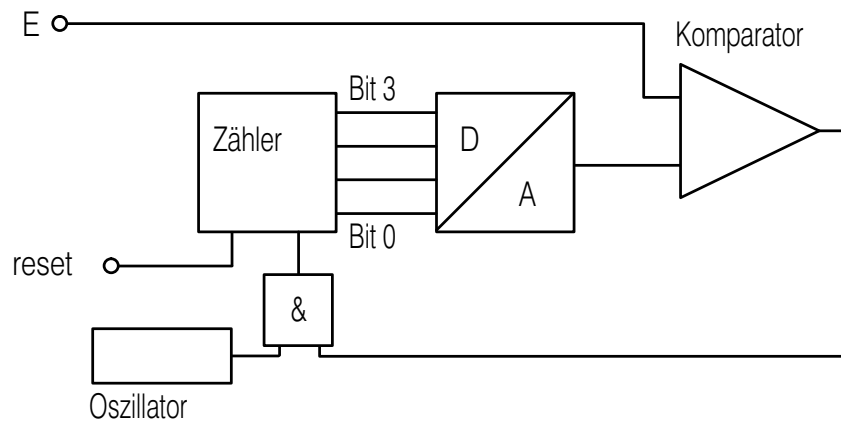 E
Komparator
Bit 3
Zähler
D
A
Bit 0
reset
&
Oszillator